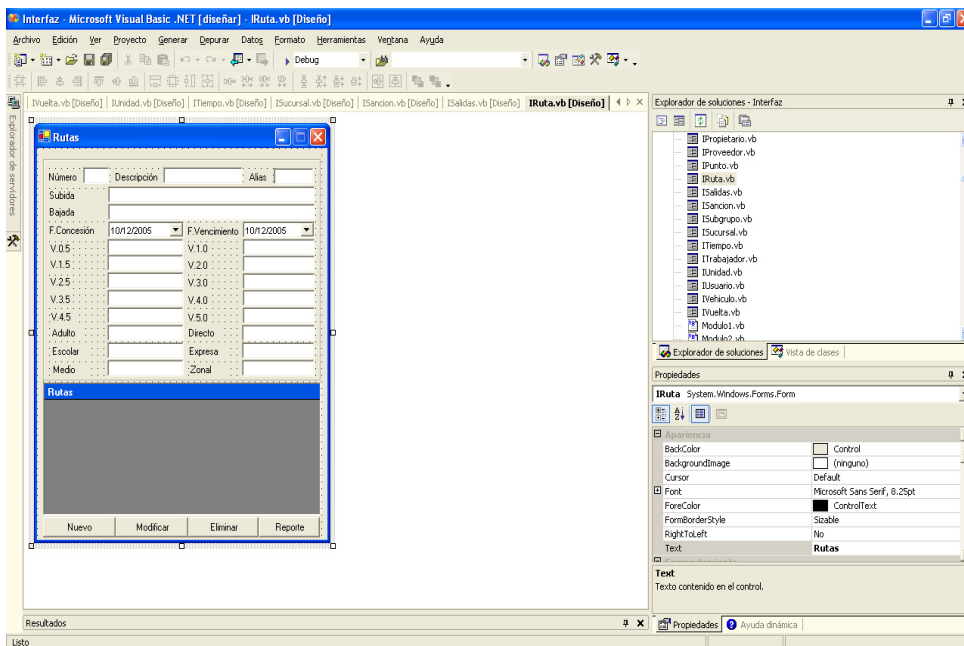 Interfaz - Microsoft Visual Basic .NET [diseñar] - IRuta.vb [Diseño]
Archivo Edición Ver Proyecto Generar Depurar Datos Formato Herramientas Ventana Ayuda
Debug
IVuelta.vb [Diseño] IUnidad.vb [Diseño] ITiempo.vb [Diseño] ISucursal.vb [Diseño] ISancion.vb [Diseño] ISalidas.vb [Diseño] IRuta.vb [Diseño]
Explorador de servidores
Rutas
Número Descripción Alias
Subida
Bajada
F.Concesión 10/12/2005 F.Vencimiento 10/12/2005
V.0.5 V.1.0
V.1.5 V.2.0
V.2.5 V.3.0
V.3.5 V.4.0
V.4.5 V.5.0
Adulto Directo
Escolar Expresa
Medio Zonal
Rutas
Nuevo Modificar Eliminar Reporte
Resultados
Listo
Explorador de soluciones - Interfaz
IPropietario.vb
IProveedor.vb
IPunto.vb
IRuta.vb
ISalidas.vb
ISancion.vb
ISubgrupo.vb
ISucursal.vb
ITiempo.vb
ITrabajador.vb
IUnidad.vb
IUsuario.vb
IVehiculo.vb
IVuelta.vb
Modulo1.vb
Modulo2.vb
Explorador de soluciones Vista de clases
Propiedades
IRuta System.Windows.Forms.Form
Apariencia
BackColor Control
BackgroundImage (ninguno)
Cursor Default
Font Microsoft Sans Serif, 8.25pt
ForeColor ControlText
FormBorderStyle Sizable
RightToLeft No
Text Rutas
Comportamiento
Text
Texto contenido en el control.
Propiedades Ayuda dinámica